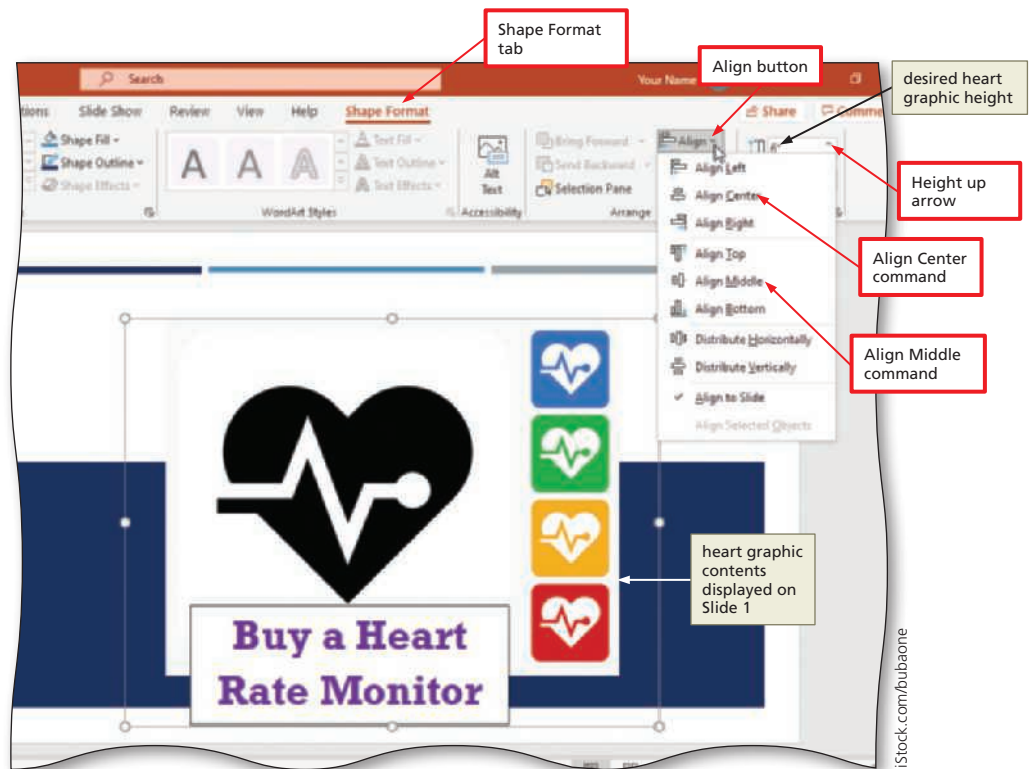 Shape Format
tab
Align button
desired heart
graphic height
Search
Your Name
tions Slide Show Review View Help Shape Format
Share Comme
Shape Fill
Shape Outline
Shape Effects
A A A
Text Fill
Text Outline
Text Effects
WordArt Styles
Alt
Text
Accessibility
Bring Forward
Send Backward
Selection Pane
Arrange
Align
6"
Align Left
Align Center
Align Right
Align Top
Align Middle
Align Bottom
Distribute Horizontally
Distribute Vertically
Align to Slide
Align Selected Objects
Height up
arrow
Align Center
command
Align Middle
command
heart graphic
contents
displayed on
Slide 1
Buy a Heart
Rate Monitor
iStock.com/bubaone